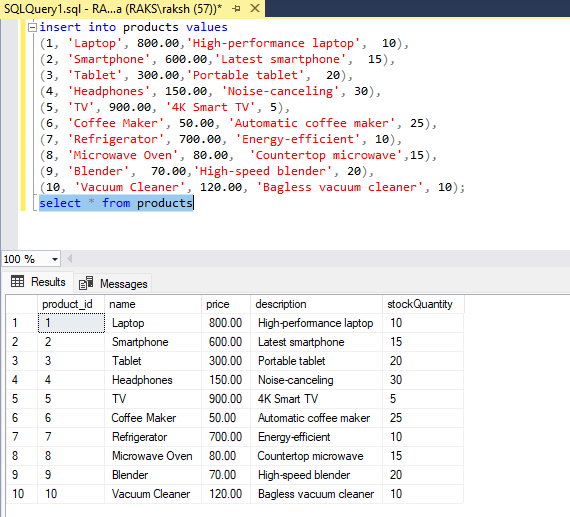 SQLQuery1.sql - RA...a (RAKS\raksh (57))*
insert into products values
(1, 'Laptop', 800.00,'High-performance laptop',  10),
(2, 'Smartphone', 600.00,'Latest smartphone',  15),
(3, 'Tablet', 300.00,'Portable tablet',  20),
(4, 'Headphones', 150.00, 'Noise-canceling', 30),
(5, 'TV', 900.00, '4K Smart TV', 5),
(6, 'Coffee Maker', 50.00, 'Automatic coffee maker', 25),
(7, 'Refrigerator', 700.00, 'Energy-efficient', 10),
(8, 'Microwave Oven', 80.00,  'Countertop microwave',15),
(9, 'Blender',  70.00,'High-speed blender', 20),
(10, 'Vacuum Cleaner', 120.00, 'Bagless vacuum cleaner', 10);
select * from products
100 %
Results Messages
product_id name price description stockQuantity
1 1 Laptop 800.00 High-performance laptop 10
2 2 Smartphone 600.00 Latest smartphone 15
3 3 Tablet 300.00 Portable tablet 20
4 4 Headphones 150.00 Noise-canceling 30
5 5 TV 900.00 4K Smart TV 5
6 6 Coffee Maker 50.00 Automatic coffee maker 25
7 7 Refrigerator 700.00 Energy-efficient 10
8 8 Microwave Oven 80.00 Countertop microwave 15
9 9 Blender 70.00 High-speed blender 20
10 10 Vacuum Cleaner 120.00 Bagless vacuum cleaner 10